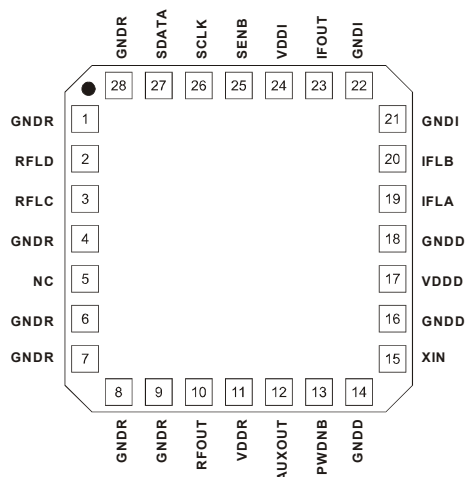 GNDR SDATA SCLK SENB VDDI IFOUT GNDI
28 27 26 25 24 23 22
GNDR 1 21 GNDI
RFLD 2 20 IFLB
RFLC 3 19 IFLA
GNDR 4 18 GNDD
NC 5 17 VDDD
GNDR 6 16 GNDD
GNDR 7 15 XIN
8 9 10 11 12 13 14
GNDR GNDR RFOUT VDDR AUXOUT PWDNB GNDD